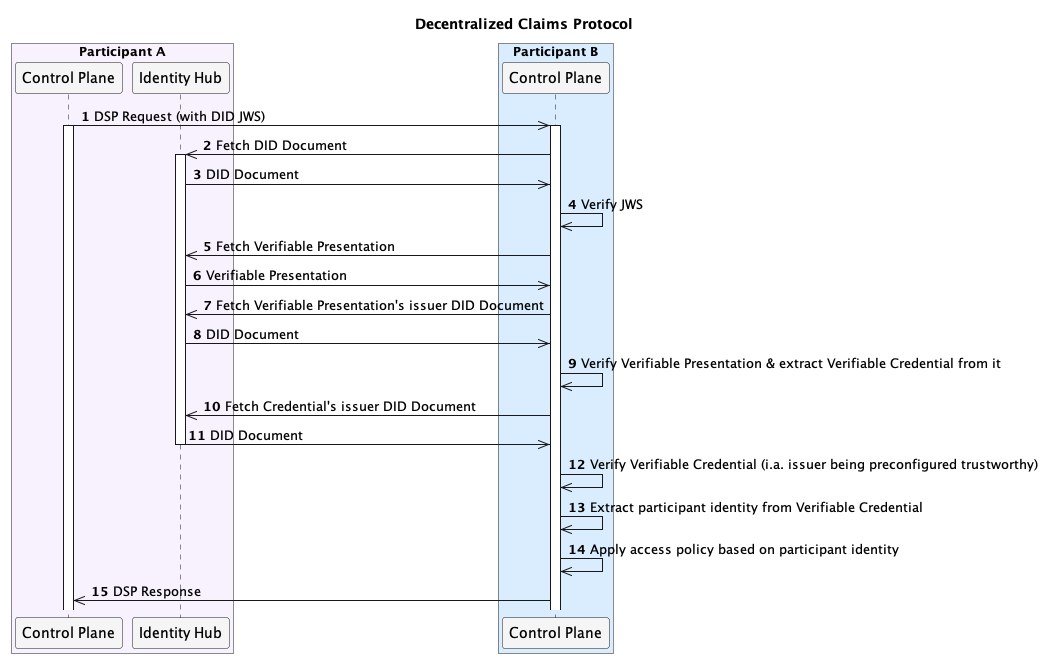 Decentralized Claims Protocol
Participant A
Participant B
Control Plane
Identity Hub
Control Plane
1 DSP Request (with DID JWS)
2 Fetch DID Document
3 DID Document
4 Verify JWS
5 Fetch Verifiable Presentation
6 Verifiable Presentation
7 Fetch Verifiable Presentation's issuer DID Document
8 DID Document
9 Verify Verifiable Presentation & extract Verifiable Credential from it
10 Fetch Credential's issuer DID Document
11 DID Document
12 Verify Verifiable Credential (i.a. issuer being preconfigured trustworthy)
13 Extract participant identity from Verifiable Credential
14 Apply access policy based on participant identity
15 DSP Response
Control Plane
Identity Hub
Control Plane